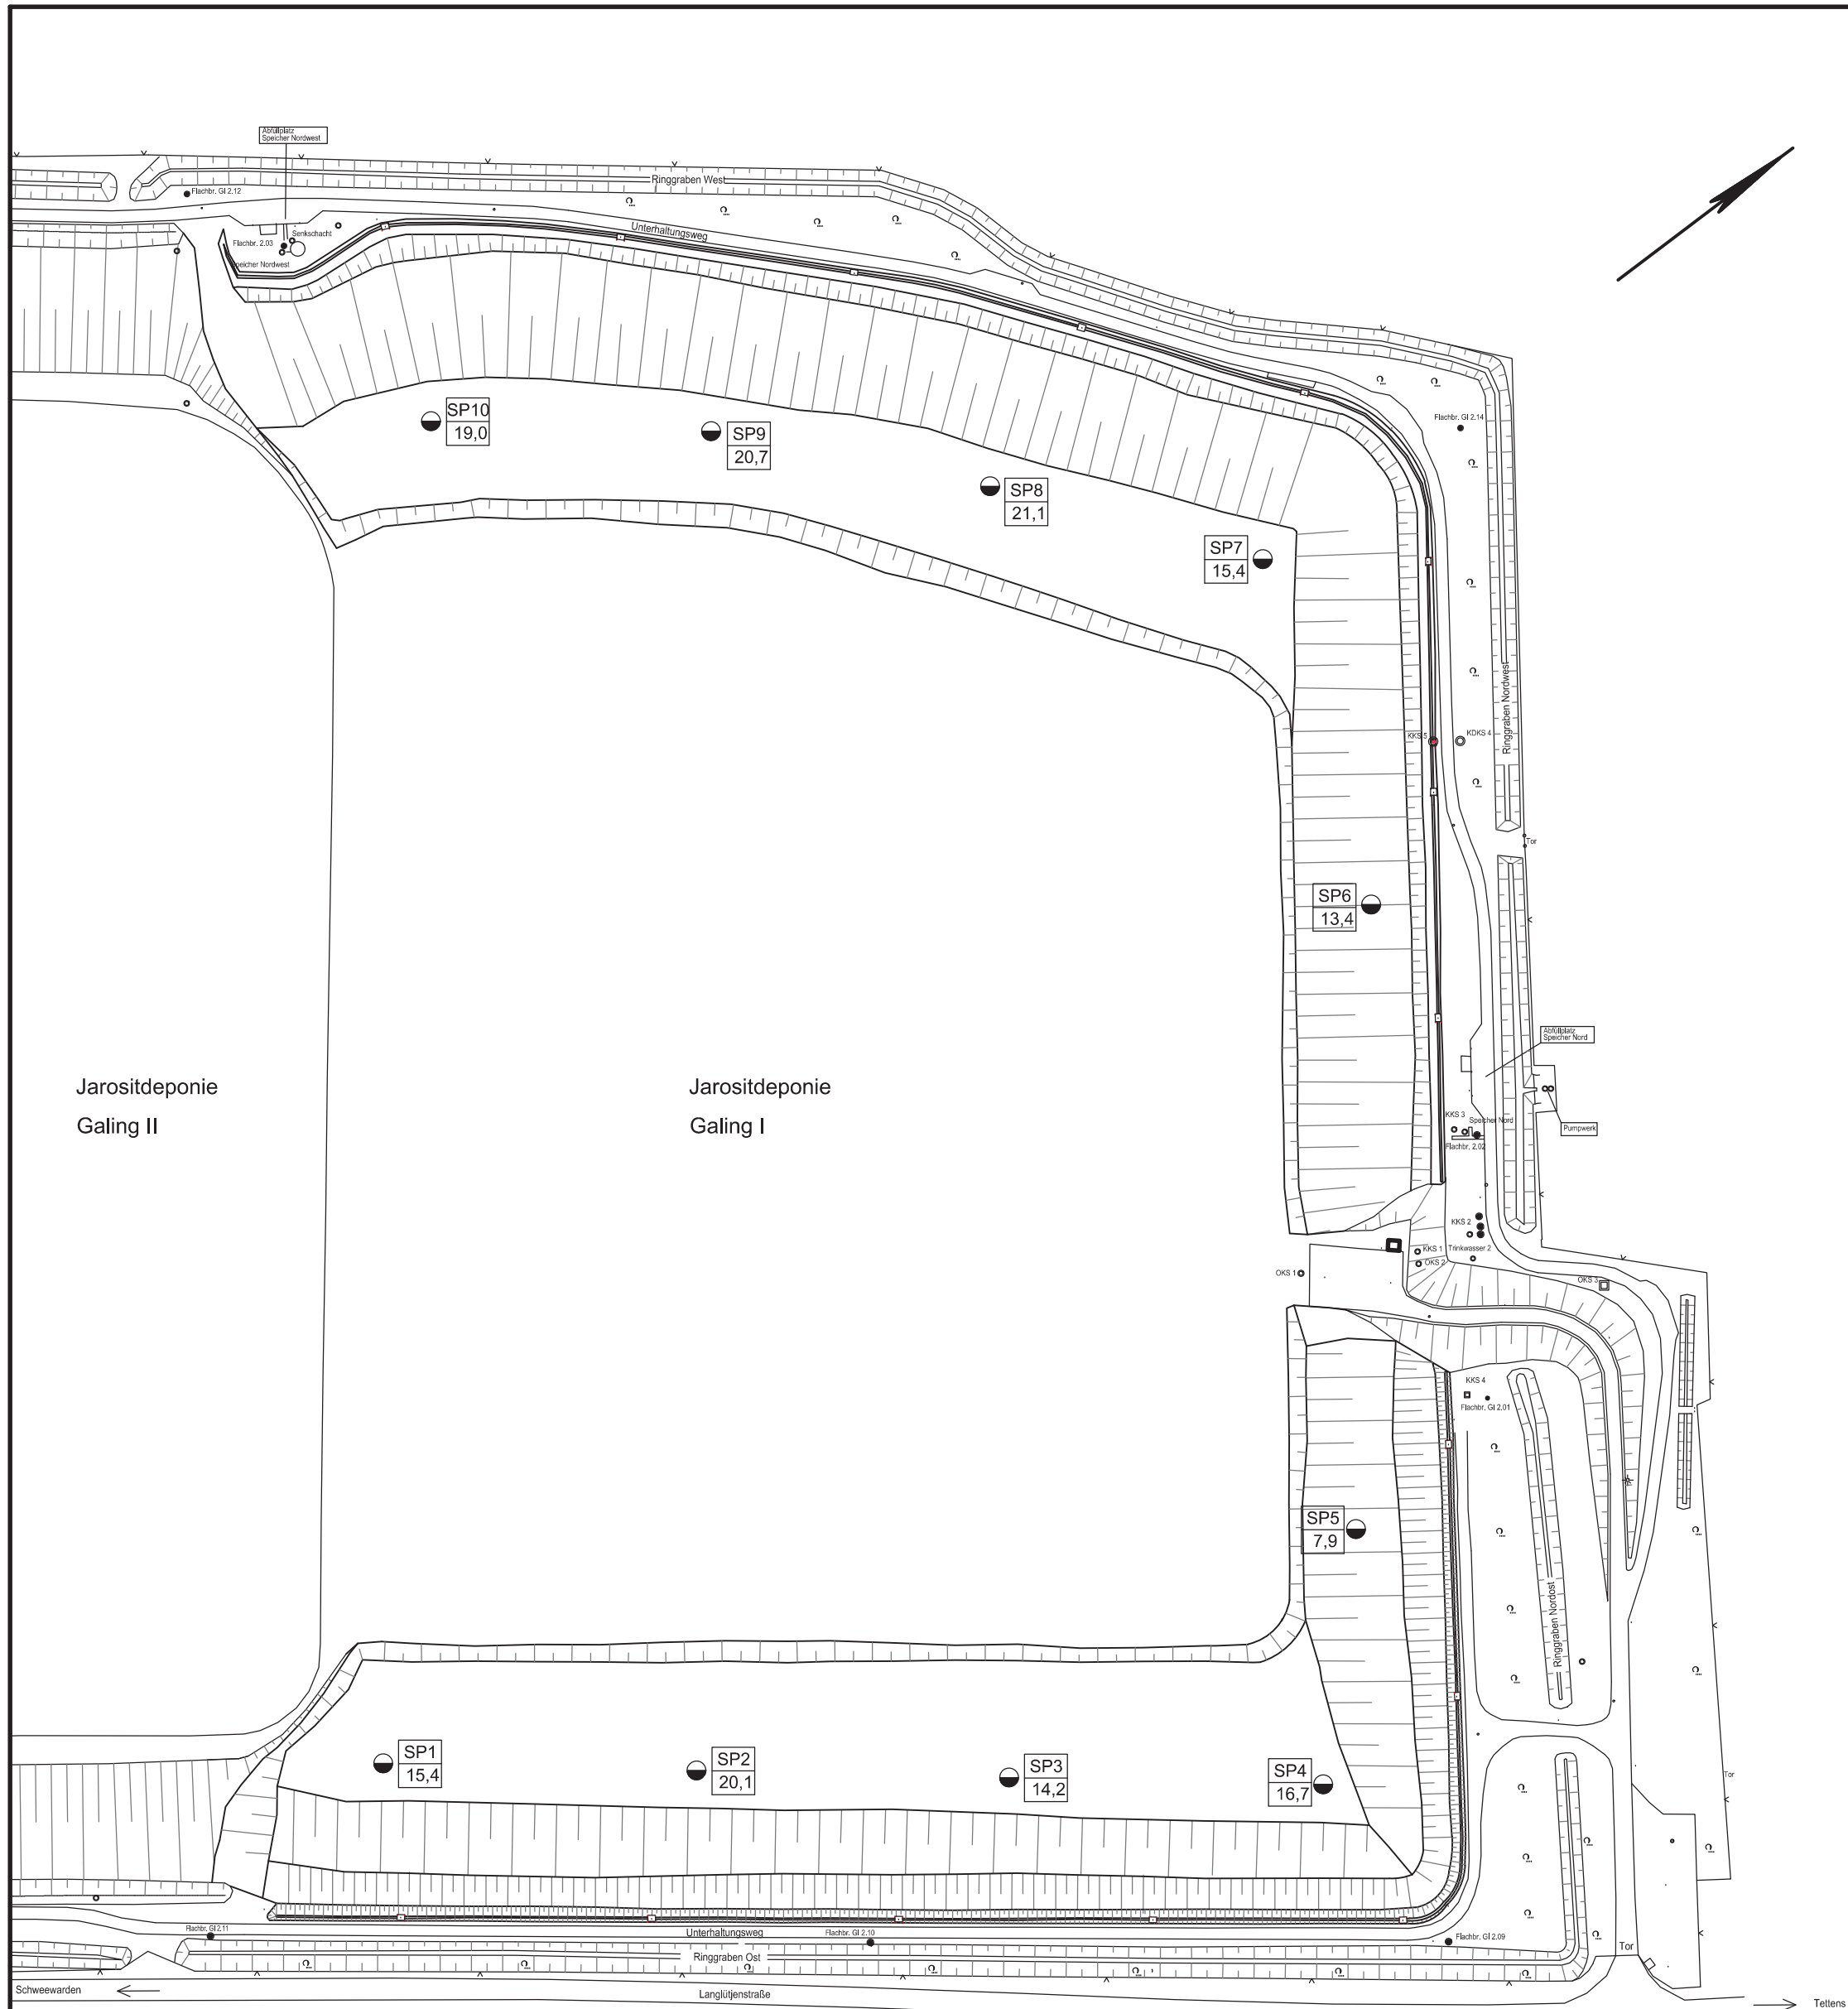 Abfüllplatz
Speicher Nordwest
Ringgraben West
Flachbr. GI 2.12
Senkschacht
Flachbr. 2.03
Speicher Nordwest
Unterhaltungsweg
SP10
19,0
SP9
20,7
SP8
21,1
SP7
15,4
Flachbr. GI 2.14
Ringgraben Nordwest
KKS 5
KDKS 4
Tor
SP6
13,4
Abfüllplatz
Speicher Nord
Jarositdeponie
Galing II
Jarositdeponie
Galing I
KKS 3
Speicher Nord
Flachbr. 2.02
Pumpwerk
KKS 2
KKS 1
Trinkwasser 2
OKS 2
OKS 1
OKS 3
KKS 4
Flachbr. GI 2.01
SP5
7,9
Ringgraben Nordost
SP1
15,4
SP2
20,1
SP3
14,2
SP4
16,7
Tor
Flachbr. GI 2.11
Unterhaltungsweg
Flachbr. GI 2.10
Flachbr. GI 2.09
Ringgraben Ost
Tor
Schweewarden
Langlütjenstraße
Tettens